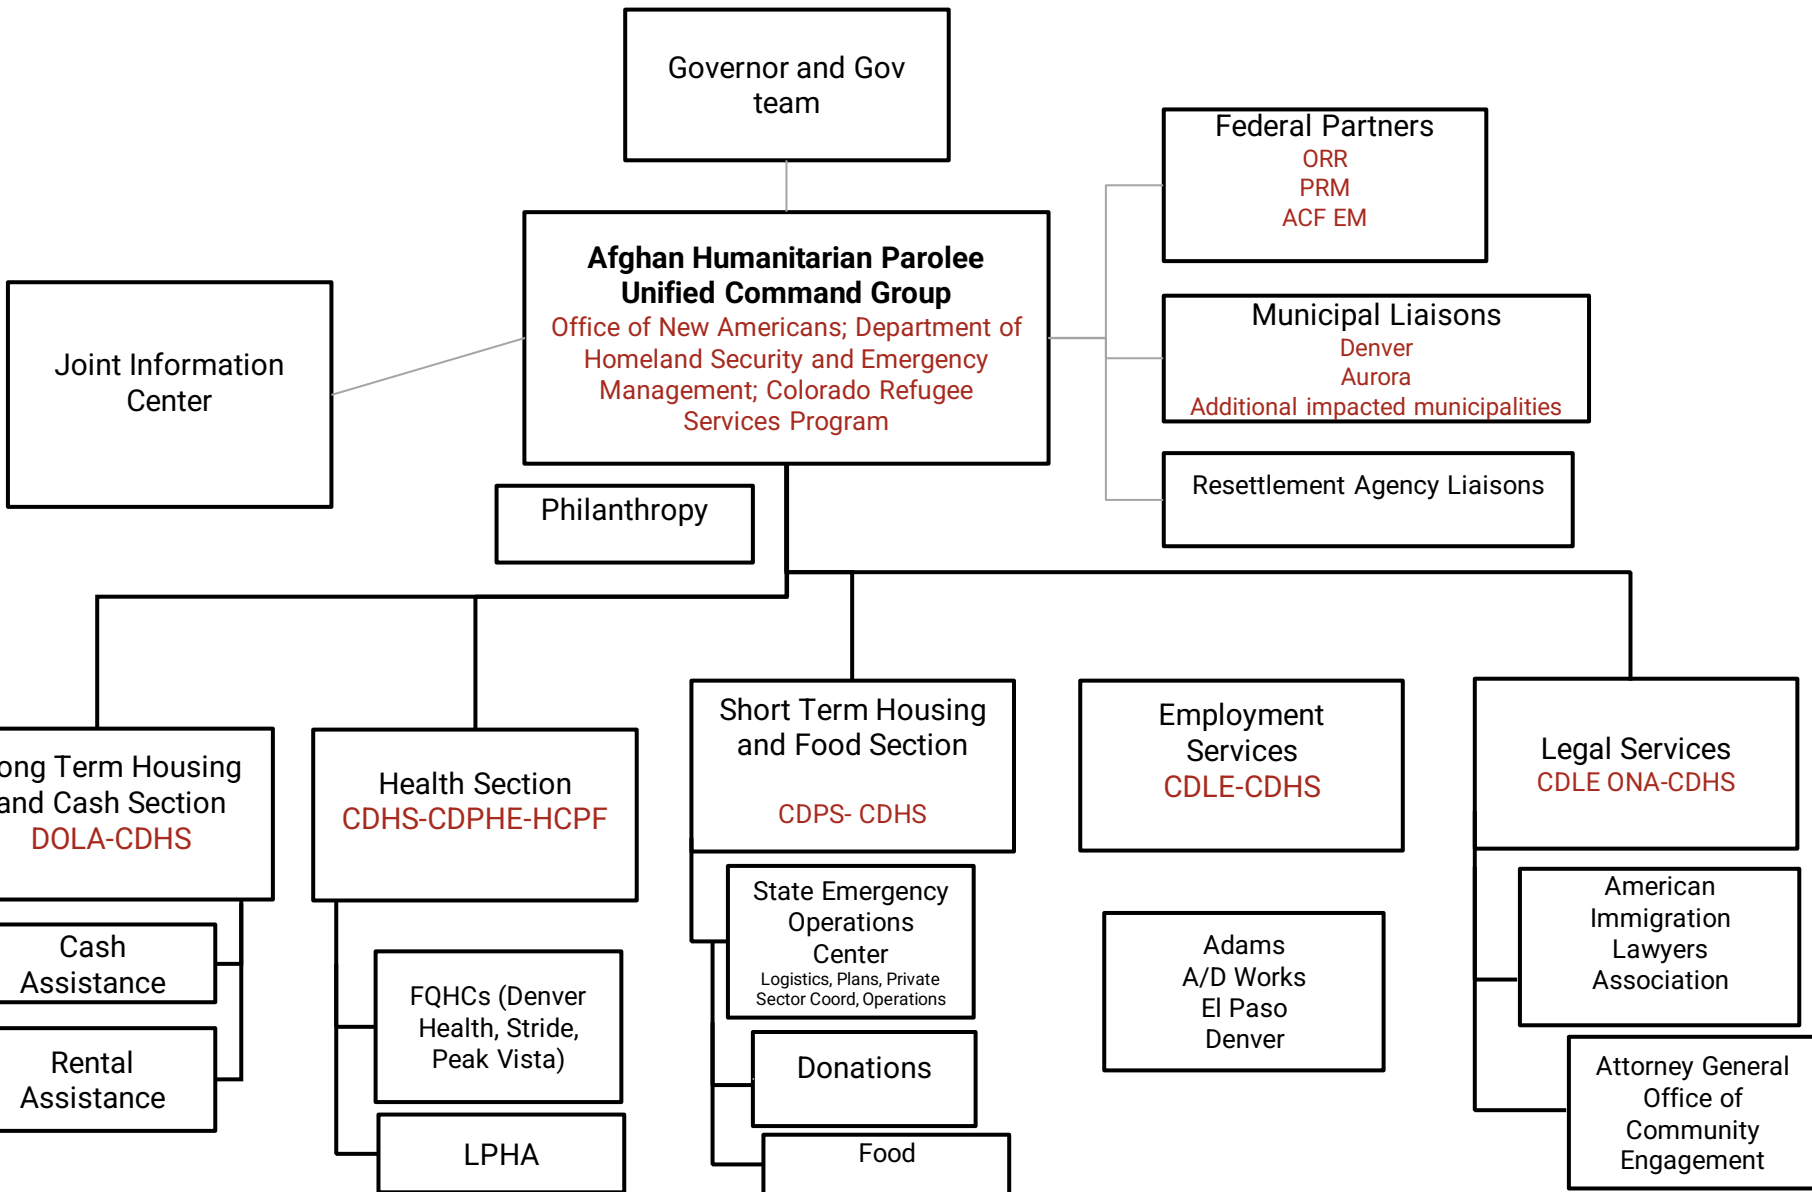 Governor and Gov
team
Federal Partners
ORR
PRM
ACF EM
Afghan Humanitarian Parolee
Unified Command Group
Office of New Americans; Department of
Homeland Security and Emergency
Management; Colorado Refugee
Services Program
Joint Information
Center
Municipal Liaisons
Denver
Aurora
Additional impacted municipalities
Resettlement Agency Liaisons
Philanthropy
ong Term Housing
and Cash Section
DOLA-CDHS
Cash
Assistance
Rental
Assistance
Health Section
CDHS-CDPHE-HCPF
FQHCs (Denver
Health, Stride,
Peak Vista)
LPHA
Short Term Housing
and Food Section
CDPS- CDHS
State Emergency
Operations
Center
Logistics, Plans, Private
Sector Coord, Operations
Donations
Food
Employment
Services
CDLE-CDHS
Adams
A/D Works
El Paso
Denver
Legal Services
CDLE ONA-CDHS
American
Immigration
Lawyers
Association
Attorney General
Office of
Community
Engagement